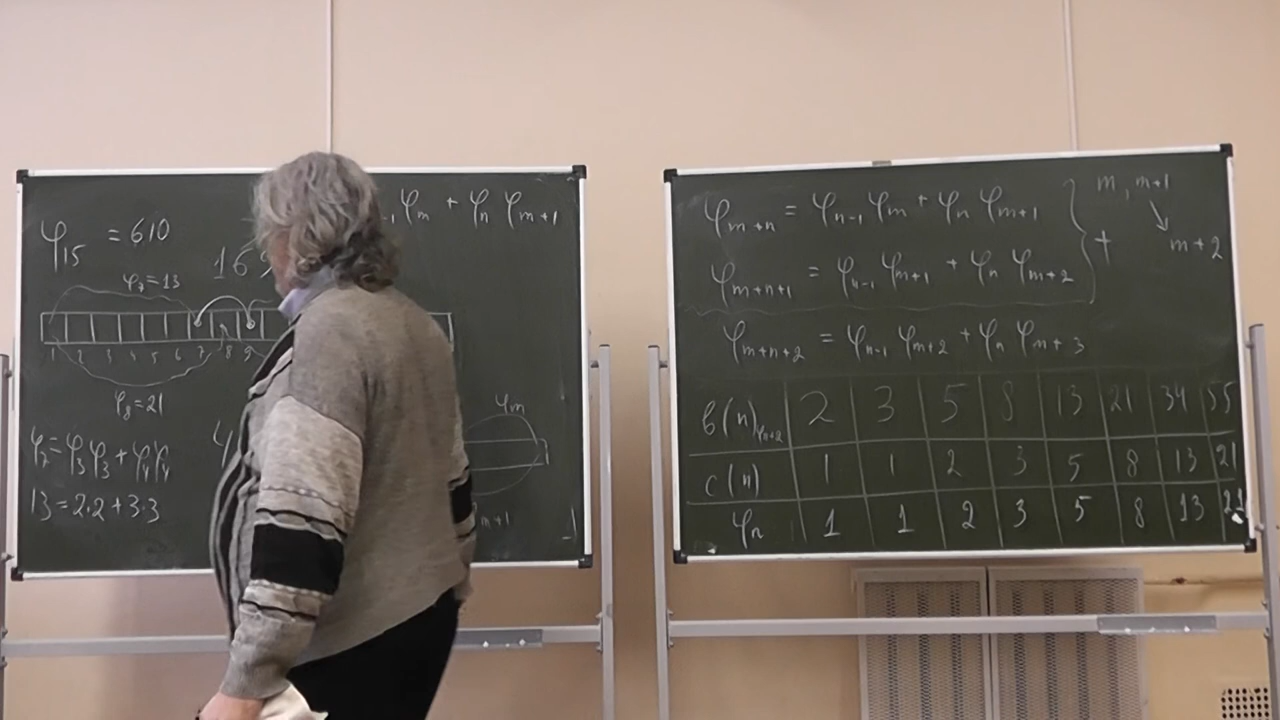 φ₁₅ = 610
₋₁ φₘ + φₙ φₘ₊₁
16
φ₇ = 13
1 2 3 4 5 6 7 8 9
φ₈ = 21
φₘ
φ₇ = φ₃ φ₃ + φ₄ φ₄
13 = 2·2 + 3·3
m+1
φₘ₊ₙ = φₙ₋₁ φₘ + φₙ φₘ₊₁
m, m+1
φₘ₊ₙ₊₁ = φₙ₋₁ φₘ₊₁ + φₙ φₘ₊₂
+
m+2
φₘ₊ₙ₊₂ = φₙ₋₁ φₘ₊₂ + φₙ φₘ₊₃
б(n) φₙ₊₂ 2 3 5 8 13 21 34 55
c(n) 1 1 2 3 5 8 13 21
φₙ 1 1 2 3 5 8 13 21